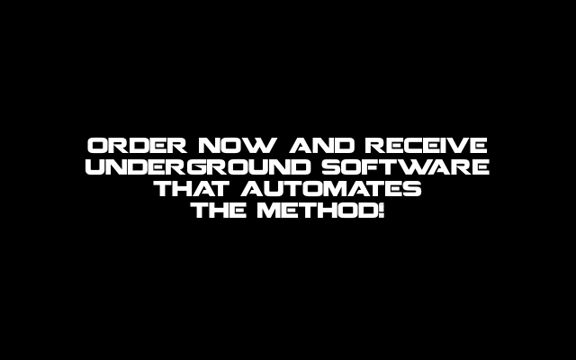 ORDER NOW AND RECEIVE
UNDERGROUND SOFTWARE
THAT AUTOMATES
THE METHOD!